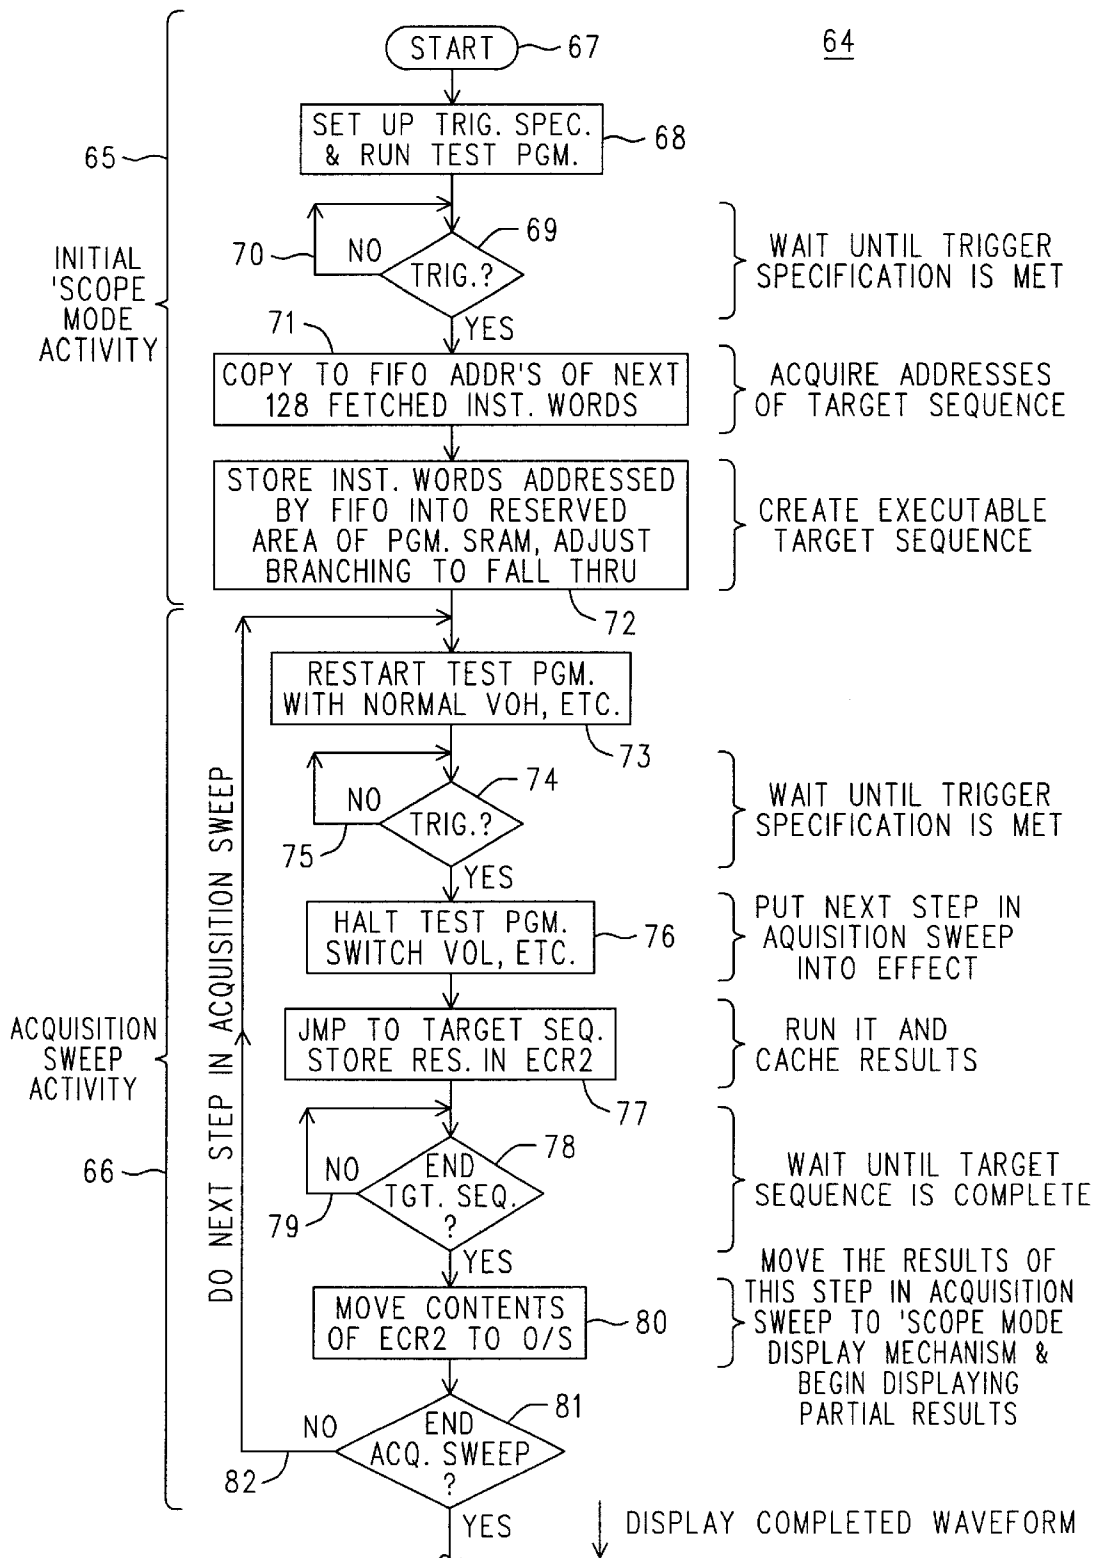 START
67
64
SET UP TRIG. SPEC.
& RUN TEST PGM.
68
65
INITIAL
'SCOPE
MODE
ACTIVITY
70
NO
69
TRIG.?
YES
WAIT UNTIL TRIGGER
SPECIFICATION IS MET
71
COPY TO FIFO ADDR'S OF NEXT
128 FETCHED INST. WORDS
ACQUIRE ADDRESSES
OF TARGET SEQUENCE
STORE INST. WORDS ADDRESSED
BY FIFO INTO RESERVED
AREA OF PGM. SRAM, ADJUST
BRANCHING TO FALL THRU
72
CREATE EXECUTABLE
TARGET SEQUENCE
RESTART TEST PGM.
WITH NORMAL VOH, ETC.
73
NO
75
74
TRIG.?
YES
WAIT UNTIL TRIGGER
SPECIFICATION IS MET
HALT TEST PGM.
SWITCH VOL, ETC.
76
PUT NEXT STEP IN
AQUISITION SWEEP
INTO EFFECT
ACQUISITION
SWEEP
ACTIVITY
66
DO NEXT STEP IN ACQUISITION SWEEP
JMP TO TARGET SEQ.
STORE RES. IN ECR2
77
RUN IT AND
CACHE RESULTS
NO
79
78
END
TGT. SEQ.
?
YES
WAIT UNTIL TARGET
SEQUENCE IS COMPLETE
MOVE CONTENTS
OF ECR2 TO O/S
80
MOVE THE RESULTS OF
THIS STEP IN ACQUISITION
SWEEP TO 'SCOPE MODE
DISPLAY MECHANISM &
BEGIN DISPLAYING
PARTIAL RESULTS
NO
82
81
END
ACQ. SWEEP
?
YES
DISPLAY COMPLETED WAVEFORM